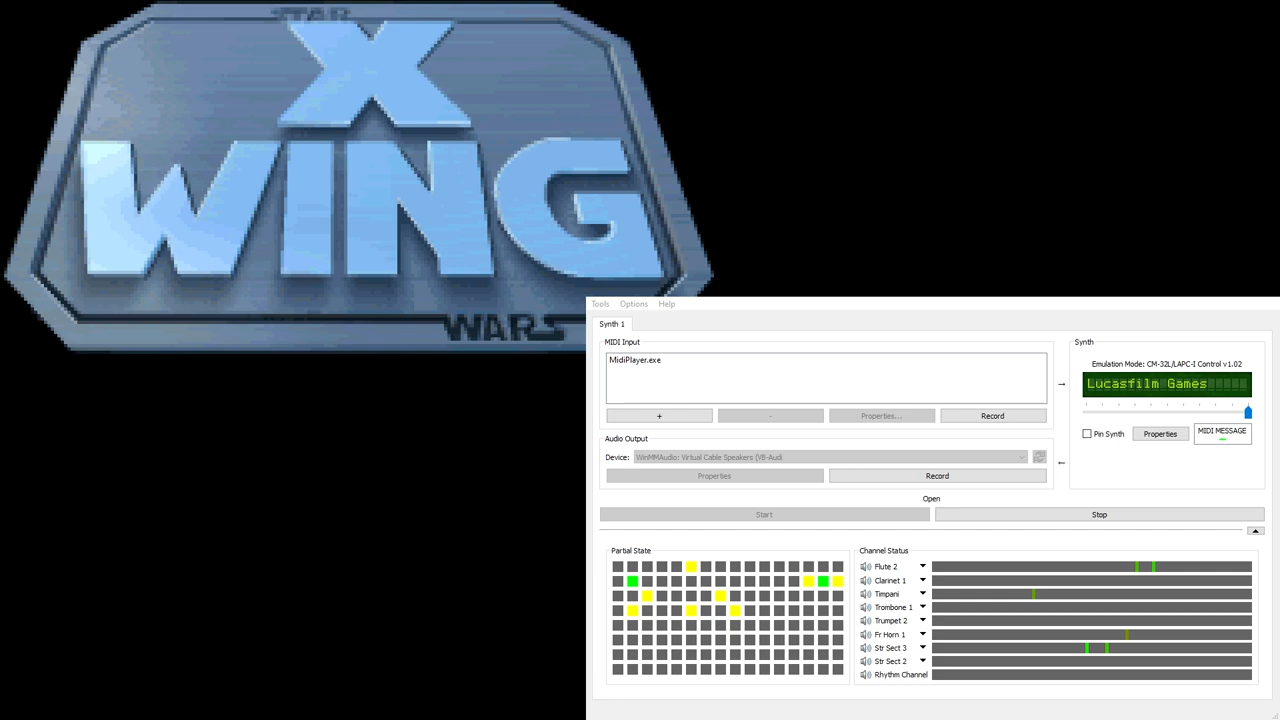 STAR
X
WING
WARS
Tools Options Help
Synth 1
MIDI Input
MidiPlayer.exe
+ - Properties... Record
Audio Output
Device: WinMMAudio: Virtual Cable Speakers (VB-Audi
Properties Record
→
←
Synth
Emulation Mode: CM-32L/LAPC-I Control v1.02
Lucasfilm Games
Pin Synth Properties MIDI MESSAGE
Open
Start Stop
Partial State
Channel Status
Flute 2
Clarinet 1
Timpani
Trombone 1
Trumpet 2
Fr Horn 1
Str Sect 3
Str Sect 2
Rhythm Channel